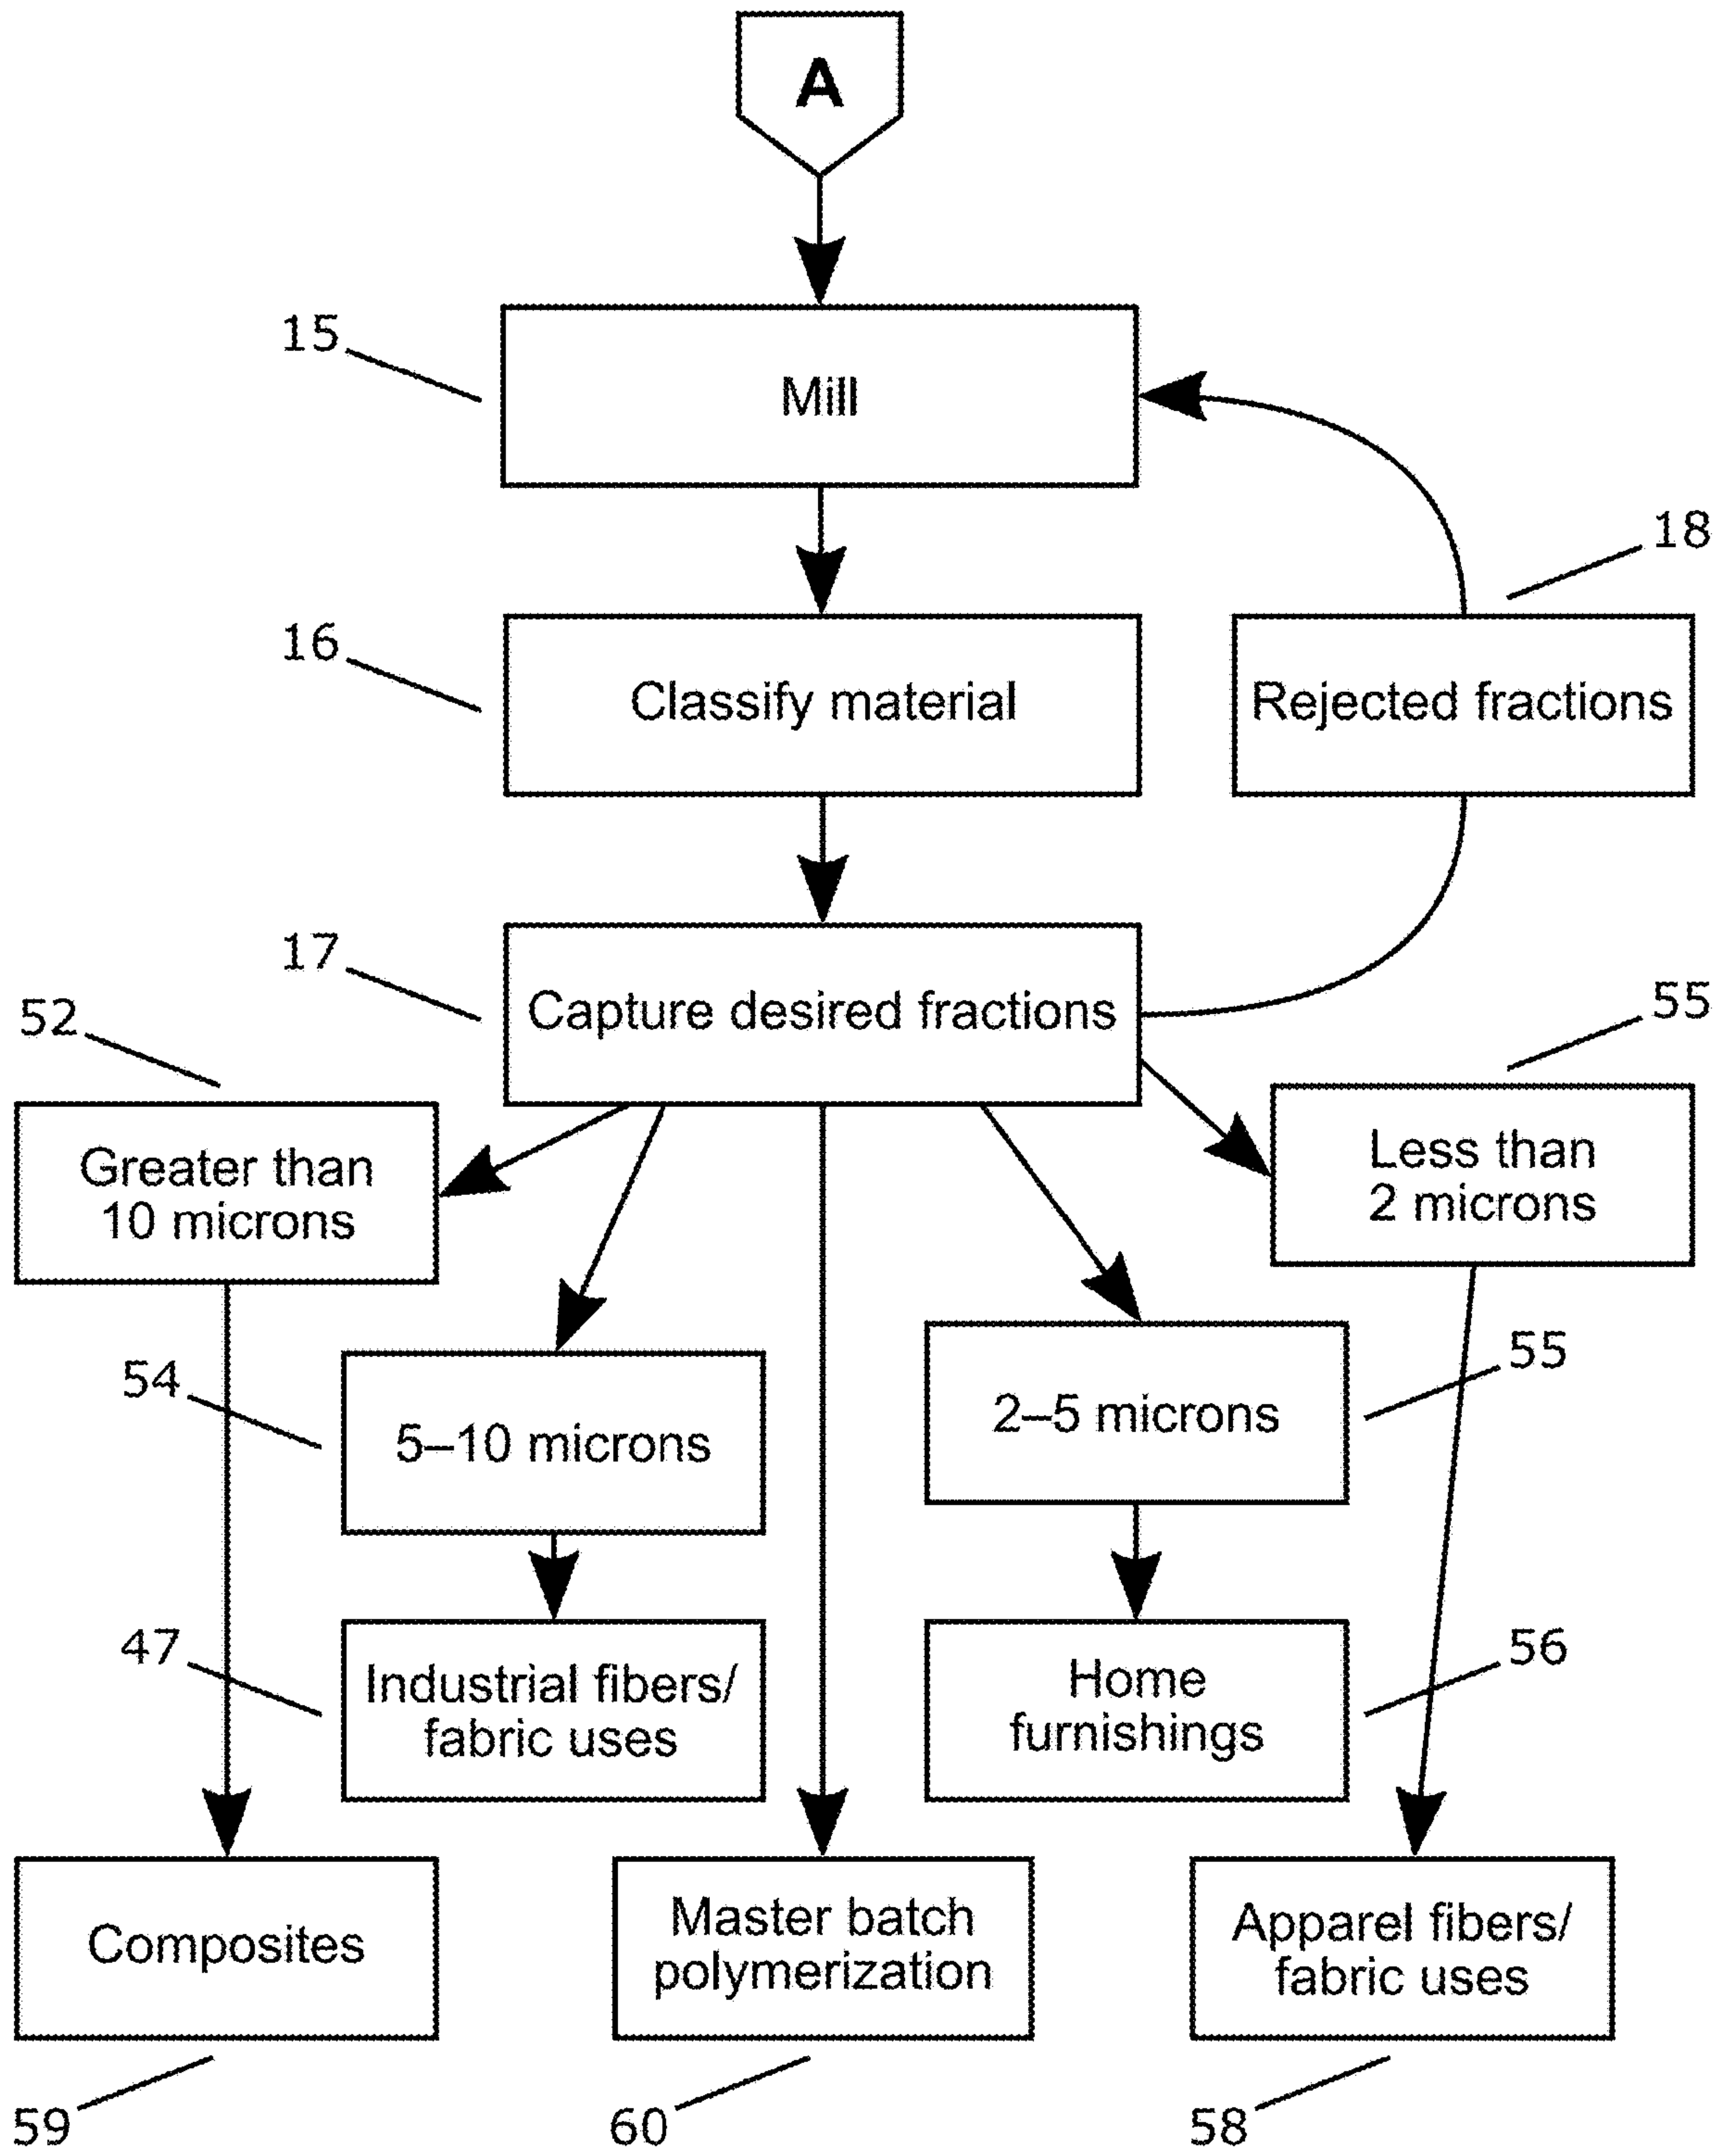 A
15
Mill
18
16
Classify material
Rejected fractions
17
Capture desired fractions
52
55
Greater than
10 microns
Less than
2 microns
54
5–10 microns
2–5 microns
55
47
Industrial fibers/
fabric uses
Home
furnishings
56
Composites
Master batch
polymerization
Apparel fibers/
fabric uses
59
60
58